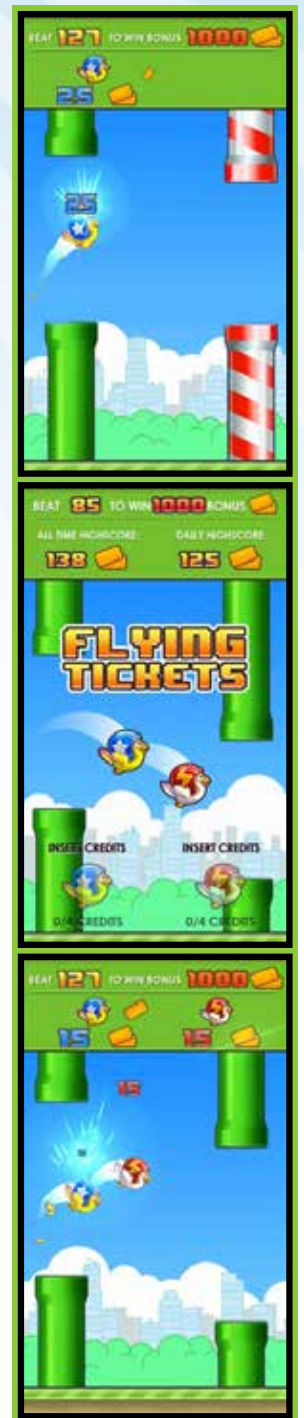 BEAT 127 TO WIN BONUS 1000
25
25
BEAT 85 TO WIN 1000 BONUS
ALL TIME HIGHSCORE: DAILY HIGHSCORE:
138 125
FLYING
TICKETS
INSERT CREDITS INSERT CREDITS
0/4 CREDITS 0/4 CREDITS
BEAT 127 TO WIN BONUS 1000
15 15
15